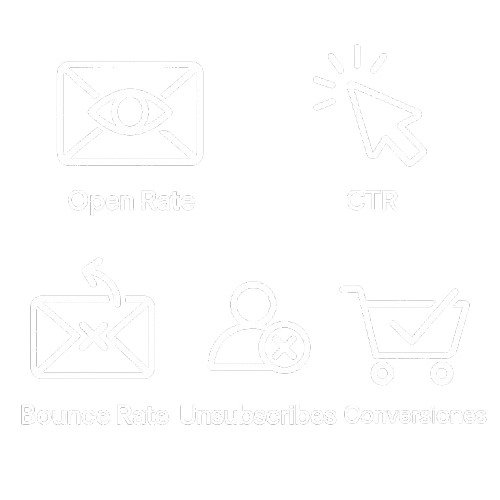 Open Rate
CTR
Bounce Rate
Unsubscribes
Conversiones